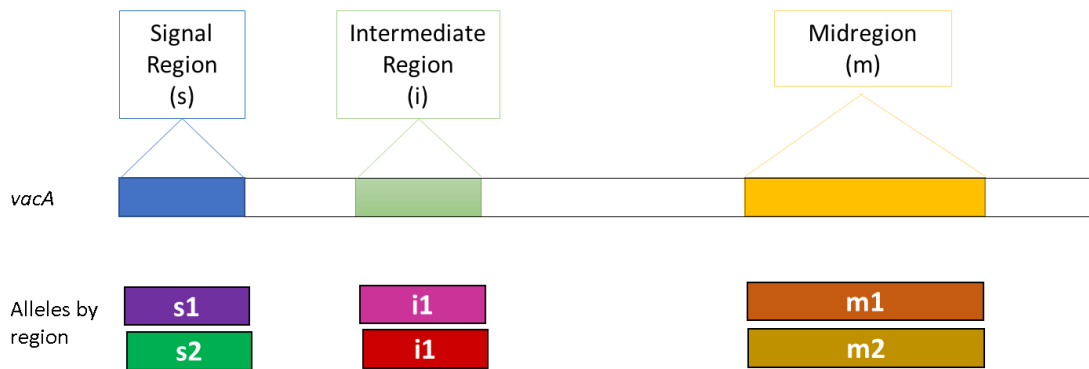 Signal
Region
(s)
Intermediate
Region
(i)
Midregion
(m)
vacA
Alleles by
region
s1
i1
m1
s2
i1
m2